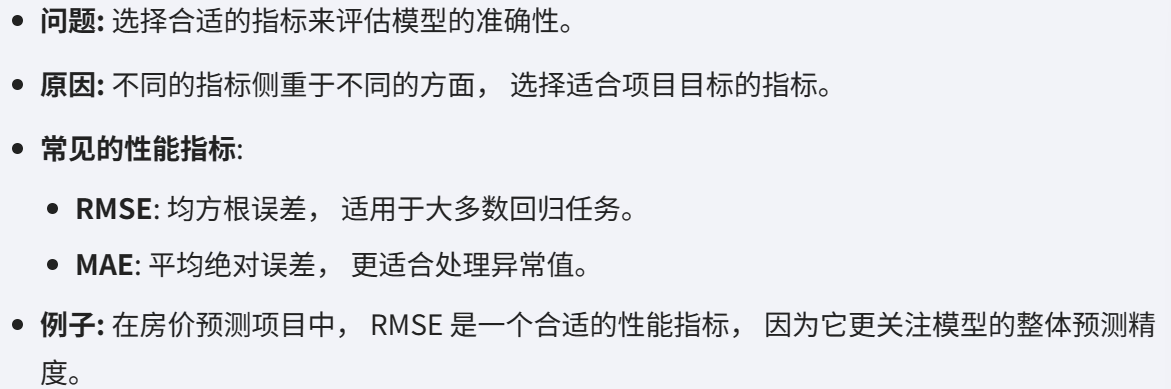 • 问题: 选择合适的指标来评估模型的准确性。
• 原因: 不同的指标侧重于不同的方面， 选择适合项目目标的指标。
• 常见的性能指标:
• RMSE: 均方根误差， 适用于大多数回归任务。
• MAE: 平均绝对误差， 更适合处理异常值。
• 例子: 在房价预测项目中， RMSE 是一个合适的性能指标， 因为它更关注模型的整体预测精
度。